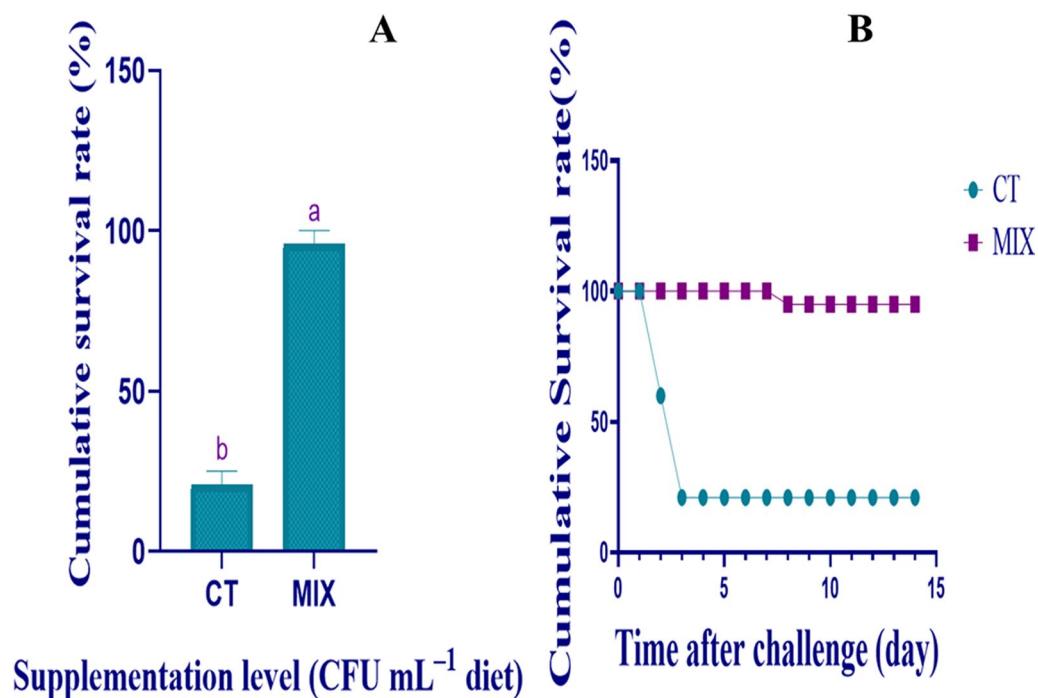 A
Cumulative survival rate (%)
150
100
50
0
a
b
CT MIX
Supplementation level (CFU mL⁻¹ diet)
B
Cumulative Survival rate(%)
150
100
50
0
0 5 10 15
Time after challenge (day)
CT
MIX